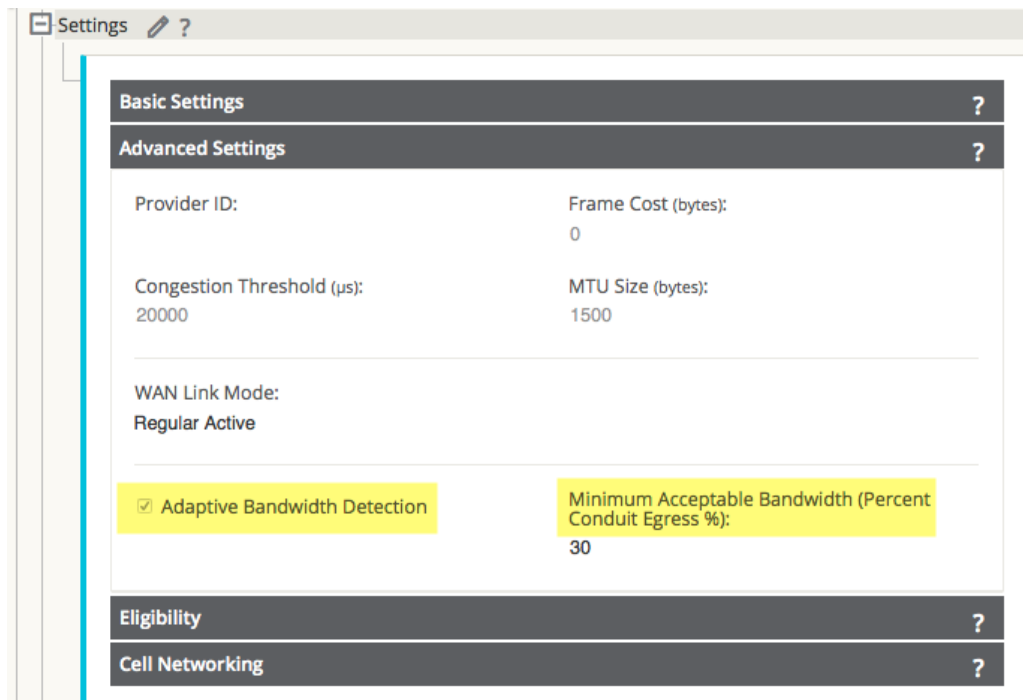 Settings ?
Basic Settings ?
Advanced Settings ?
Provider ID: Frame Cost (bytes):
0
Congestion Threshold (µs): MTU Size (bytes):
20000 1500
WAN Link Mode:
Regular Active
Adaptive Bandwidth Detection
Minimum Acceptable Bandwidth (Percent
Conduit Egress %):
30
Eligibility ?
Cell Networking ?